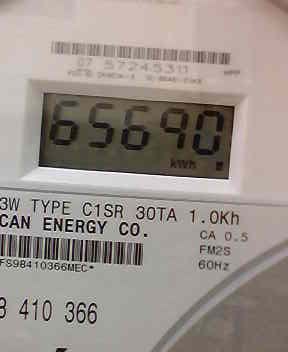 07 57245311
65690
kWh
3W TYPE C1SR 30TA 1.0Kh
CAN ENERGY CO.
CA 0.5
FM2S
60Hz
FS98410366MEC*
8 410 366